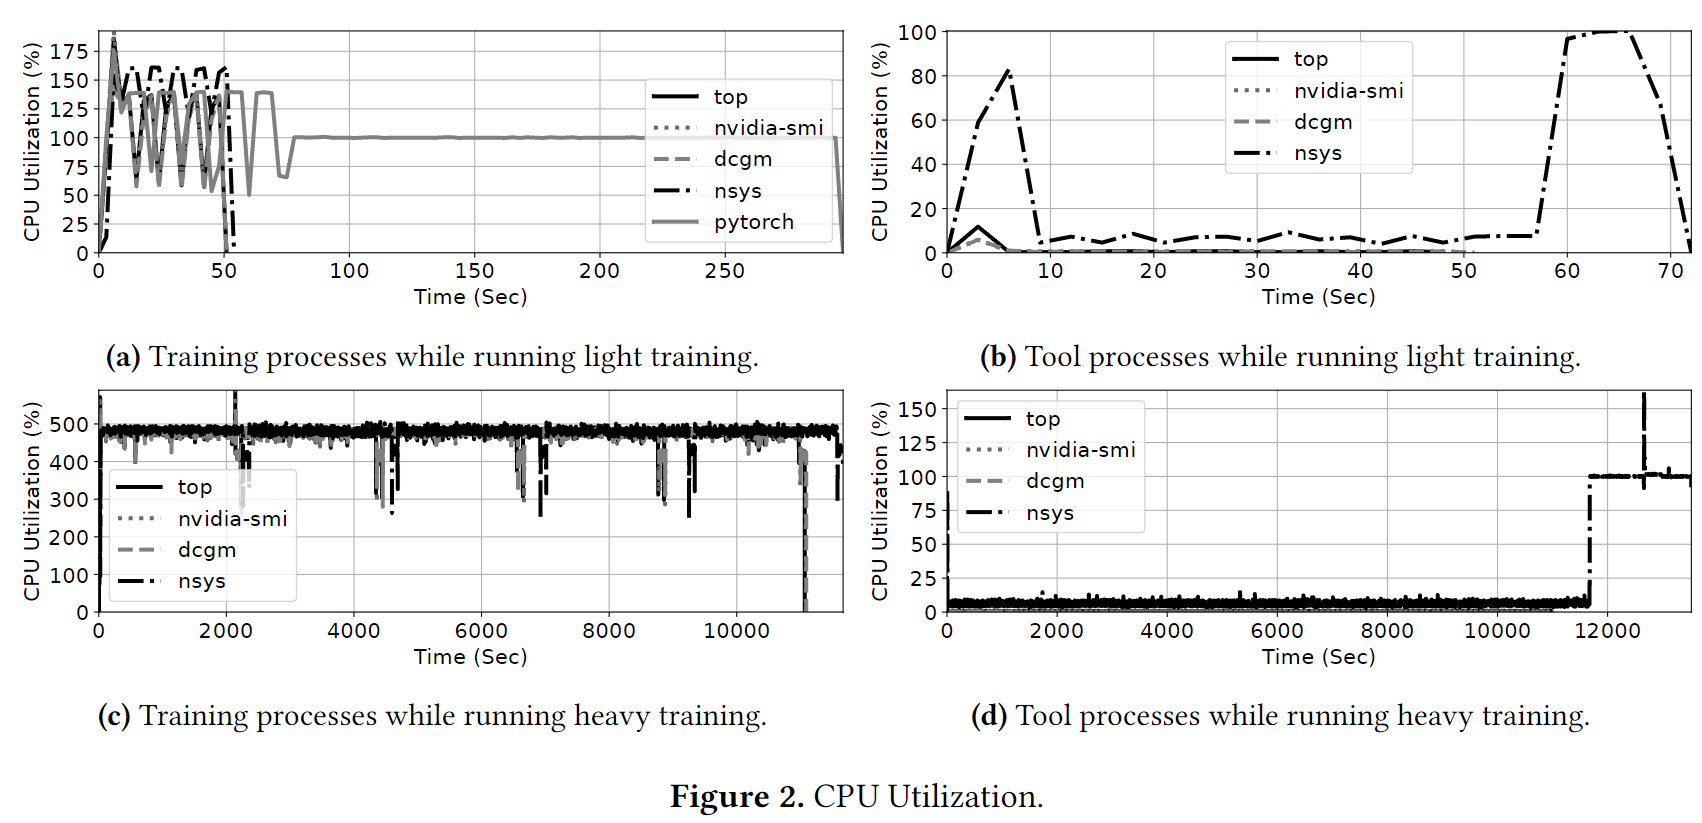 CPU Utilization (%)
175
150
125
100
75
50
25
0
0 50 100 150 200 250
Time (Sec)
top
nvidia-smi
dcgm
nsys
pytorch
(a) Training processes while running light training.
CPU Utilization (%)
100
80
60
40
20
0
0 10 20 30 40 50 60 70
Time (Sec)
top
nvidia-smi
dcgm
nsys
(b) Tool processes while running light training.
CPU Utilization (%)
500
400
300
200
100
0
0 2000 4000 6000 8000 10000
Time (Sec)
top
nvidia-smi
dcgm
nsys
(c) Training processes while running heavy training.
CPU Utilization (%)
150
125
100
75
50
25
0
0 2000 4000 6000 8000 10000 12000
Time (Sec)
top
nvidia-smi
dcgm
nsys
(d) Tool processes while running heavy training.
Figure 2. CPU Utilization.